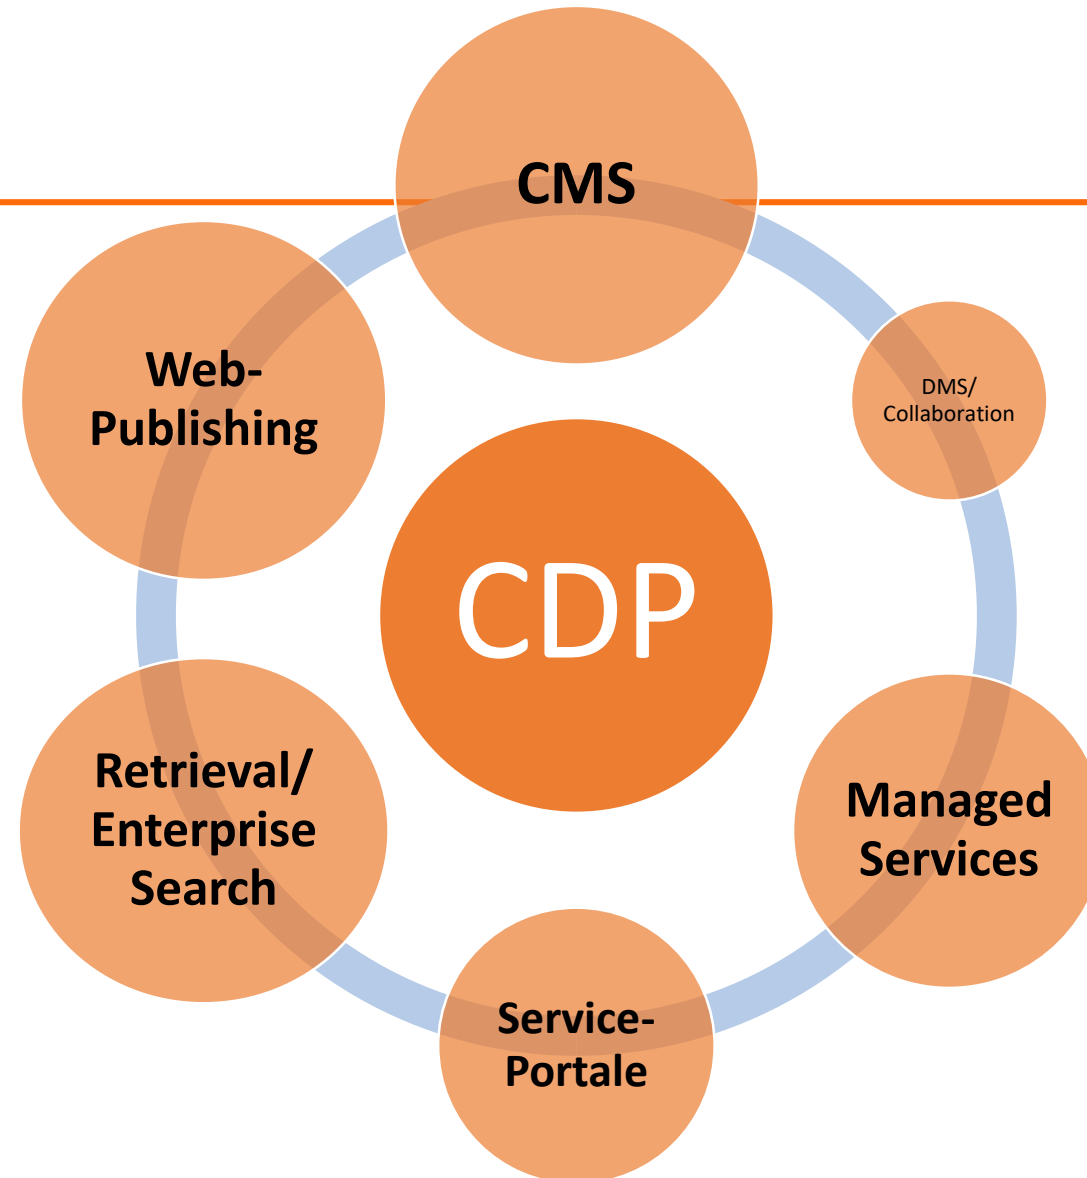 CMS
DMS/
Collaboration
Web-
Publishing
CDP
Retrieval/
Enterprise
Search
Managed
Services
Service-
Portale